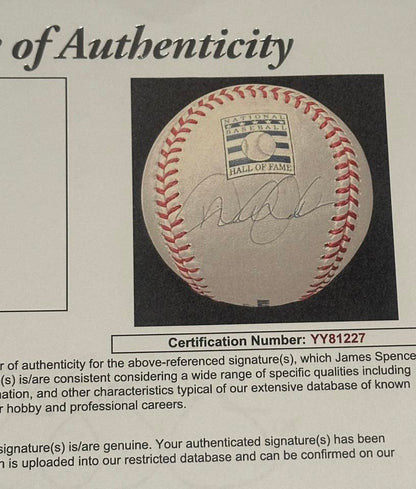 r of Authenticity
NATIONAL
BASEBALL
HALL OF FAME
Certification Number: YY81227
r of authenticity for the above-referenced signature(s), which James Spence
(s) is/are consistent considering a wide range of specific qualities including
nation, and other characteristics typical of our extensive database of known
r hobby and professional careers.
signature(s) is/are genuine. Your authenticated signature(s) has been
n is uploaded into our restricted database and can be confirmed on our